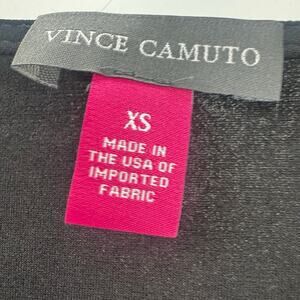 VINCE CAMUTO
XS
MADE IN
THE USA OF
IMPORTED
FABRIC